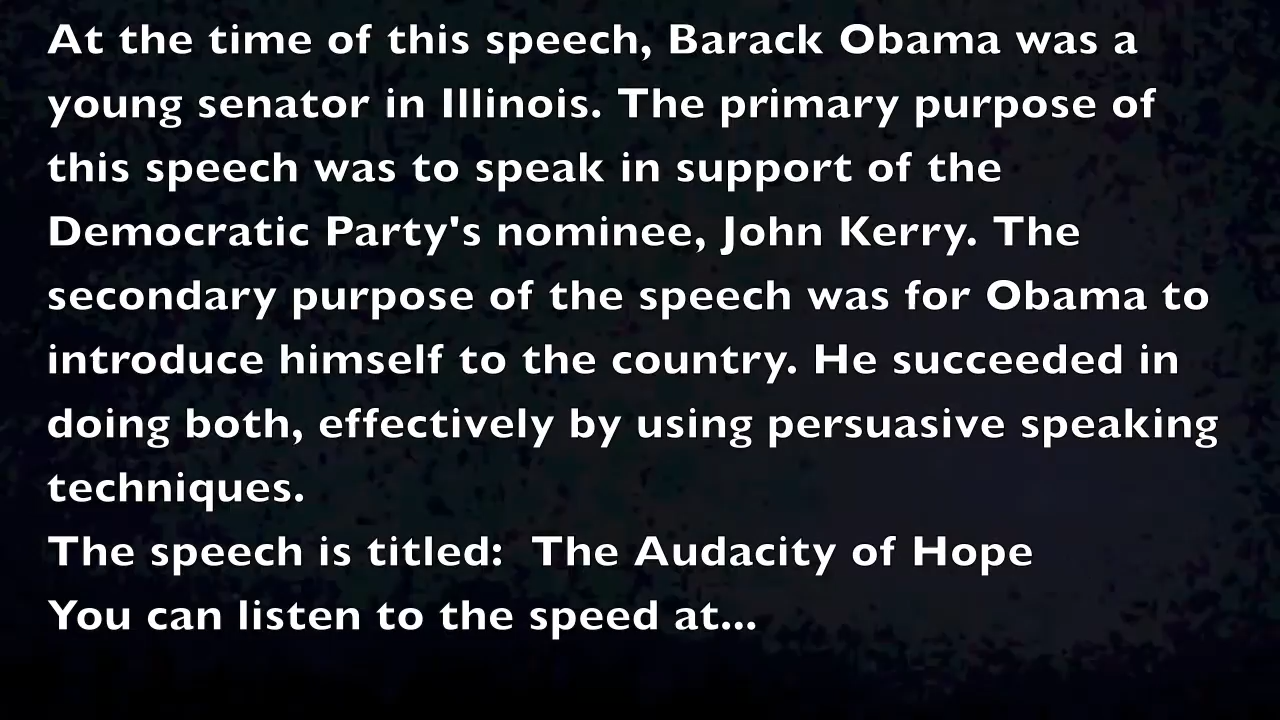 At the time of this speech, Barack Obama was a
young senator in Illinois. The primary purpose of
this speech was to speak in support of the
Democratic Party's nominee, John Kerry. The
secondary purpose of the speech was for Obama to
introduce himself to the country. He succeeded in
doing both, effectively by using persuasive speaking
techniques.
The speech is titled:  The Audacity of Hope
You can listen to the speed at...